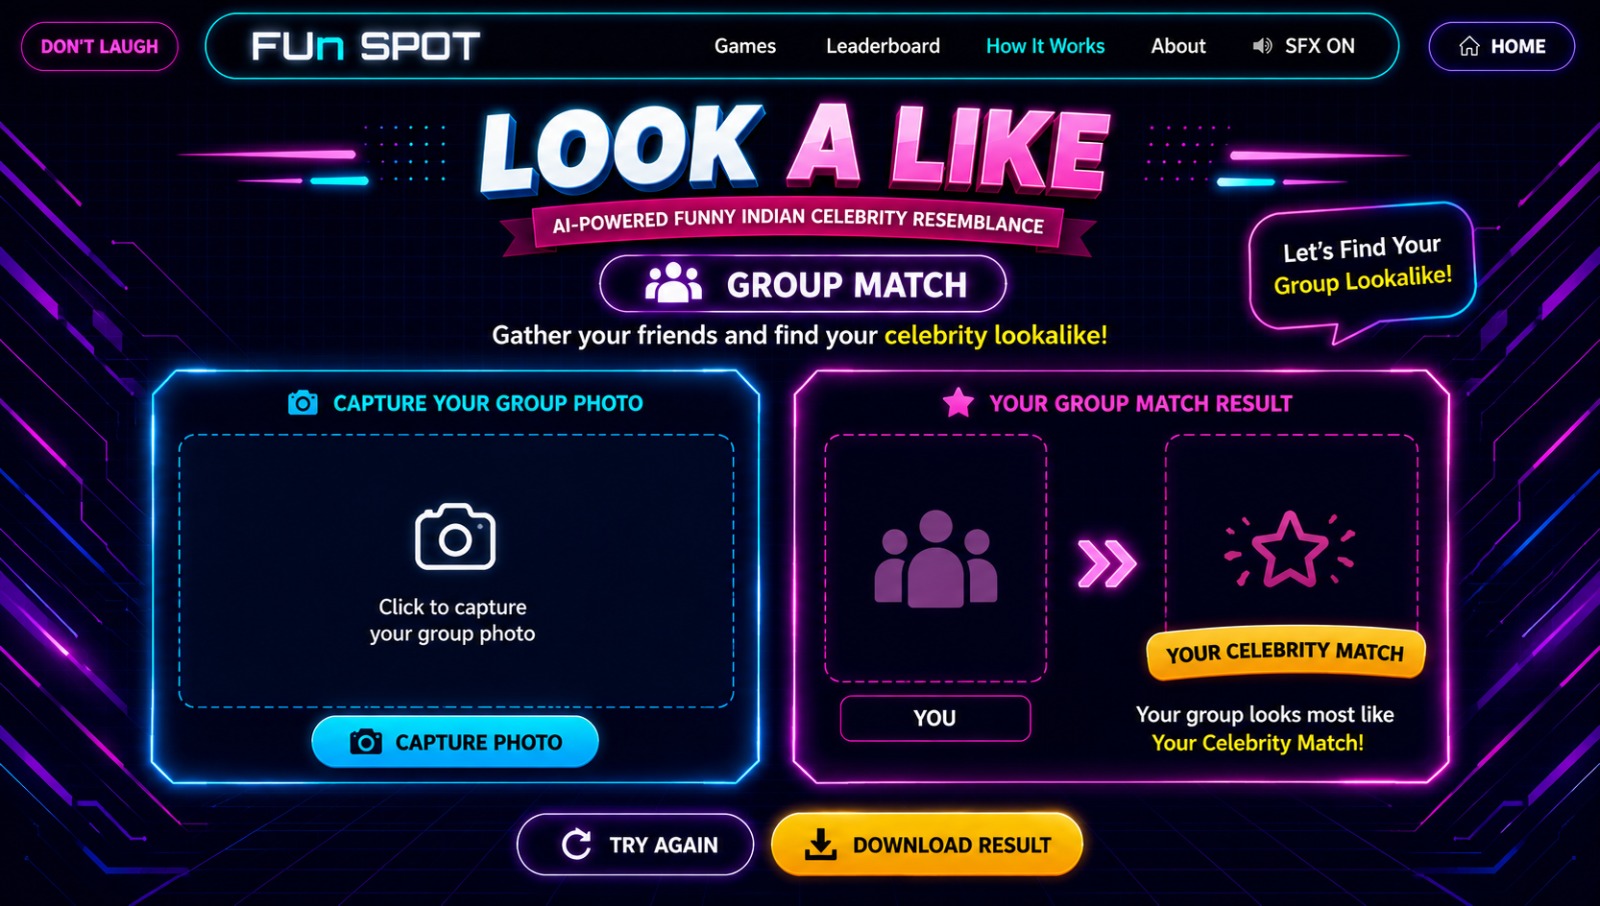 DON'T LAUGH
FUn SPOT
Games
Leaderboard
How It Works
About
SFX ON
HOME
LOOK A LIKE
AI-POWERED FUNNY INDIAN CELEBRITY RESEMBLANCE
Let's Find Your
Group Lookalike!
GROUP MATCH
Gather your friends and find your celebrity lookalike!
CAPTURE YOUR GROUP PHOTO
Click to capture
your group photo
CAPTURE PHOTO
YOUR GROUP MATCH RESULT
YOU
YOUR CELEBRITY MATCH
Your group looks most like
Your Celebrity Match!
TRY AGAIN
DOWNLOAD RESULT